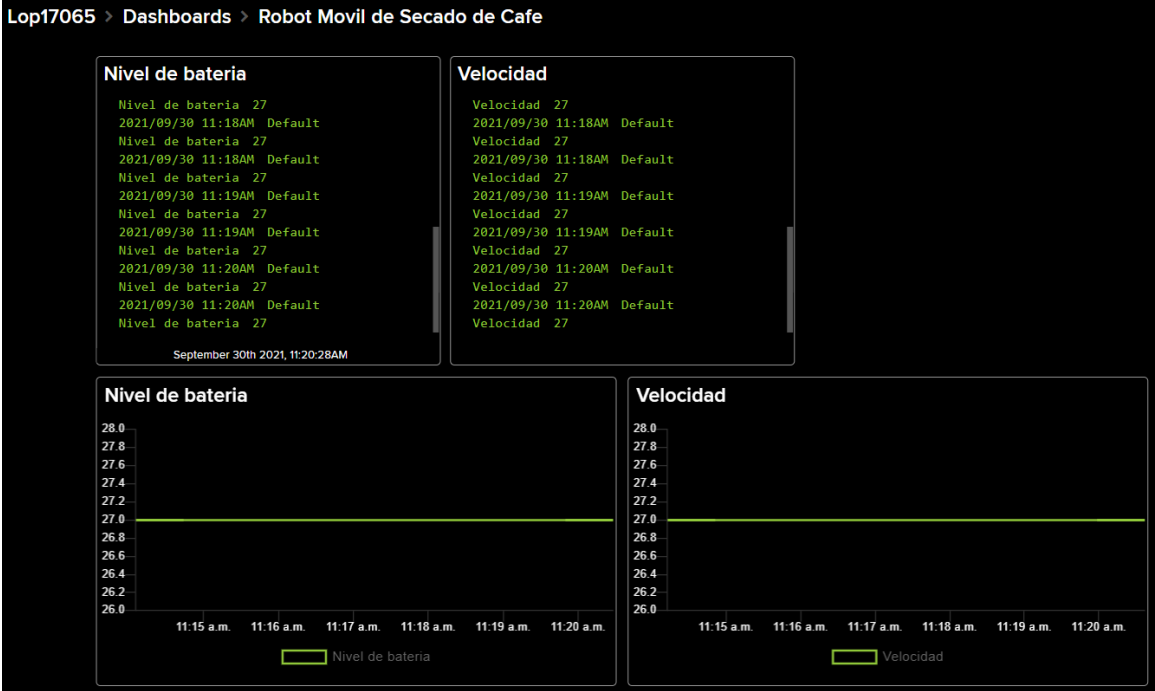 Lop17065 > Dashboards > Robot Movil de Secado de Cafe
Nivel de bateria
Nivel de bateria 27
2021/09/30 11:18AM Default
Nivel de bateria 27
2021/09/30 11:18AM Default
Nivel de bateria 27
2021/09/30 11:19AM Default
Nivel de bateria 27
2021/09/30 11:19AM Default
Nivel de bateria 27
2021/09/30 11:20AM Default
Nivel de bateria 27
2021/09/30 11:20AM Default
Nivel de bateria 27
September 30th 2021, 11:20:28AM
Velocidad
Velocidad 27
2021/09/30 11:18AM Default
Velocidad 27
2021/09/30 11:18AM Default
Velocidad 27
2021/09/30 11:19AM Default
Velocidad 27
2021/09/30 11:19AM Default
Velocidad 27
2021/09/30 11:20AM Default
Velocidad 27
2021/09/30 11:20AM Default
Velocidad 27
Nivel de bateria
28.0
27.8
27.6
27.4
27.2
27.0
26.8
26.6
26.4
26.2
26.0
11:15 a.m. 11:16 a.m. 11:17 a.m. 11:18 a.m. 11:19 a.m. 11:20 a.m.
Nivel de bateria
Velocidad
28.0
27.8
27.6
27.4
27.2
27.0
26.8
26.6
26.4
26.2
26.0
11:15 a.m. 11:16 a.m. 11:17 a.m. 11:18 a.m. 11:19 a.m. 11:20 a.m.
Velocidad